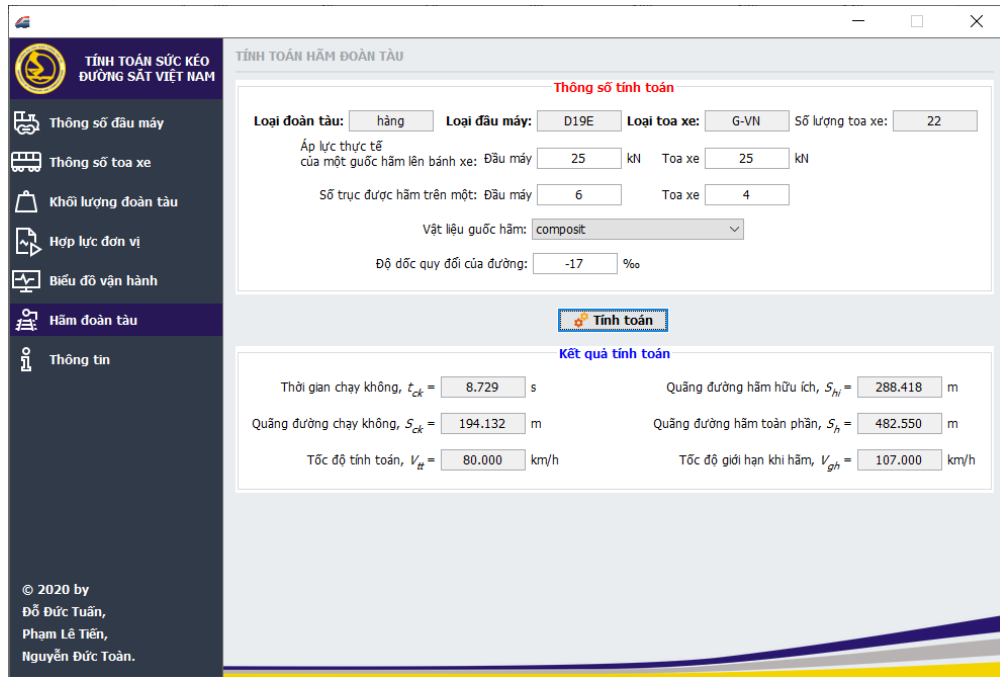 TÍNH TOÁN SỨC KÉO
ĐƯỜNG SẮT VIỆT NAM
Thông số đầu máy
Thông số toa xe
Khối lượng đoàn tàu
Hợp lực đơn vị
Biểu đồ vận hành
Hãm đoàn tàu
Thông tin
© 2020 by
Đỗ Đức Tuấn,
Phạm Lê Tiến,
Nguyễn Đức Toàn.
TÍNH TOÁN HÃM ĐOÀN TÀU
Thông số tính toán
Loại đoàn tàu: hàng Loại đầu máy: D19E Loại toa xe: G-VN Số lượng toa xe: 22
Áp lực thực tế
của một guốc hãm lên bánh xe: Đầu máy 25 kN Toa xe 25 kN
Số trục được hãm trên một: Đầu máy 6 Toa xe 4
Vật liệu guốc hãm: composit
Độ dốc quy đổi của đường: -17 ‰
Tính toán
Kết quả tính toán
Thời gian chạy không, t_ck = 8.729 s Quãng đường hãm hữu ích, S_hi = 288.418 m
Quãng đường chạy không, S_ck = 194.132 m Quãng đường hãm toàn phần, S_h = 482.550 m
Tốc độ tính toán, V_tt = 80.000 km/h Tốc độ giới hạn khi hãm, V_gh = 107.000 km/h